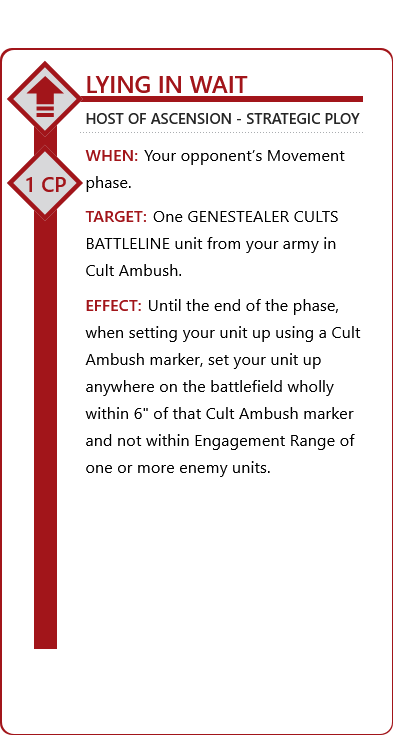 LYING IN WAIT
HOST OF ASCENSION - STRATEGIC PLOY
1 CP
WHEN: Your opponent’s Movement
phase.
TARGET: One GENESTEALER CULTS
BATTLELINE unit from your army in
Cult Ambush.
EFFECT: Until the end of the phase,
when setting your unit up using a Cult
Ambush marker, set your unit up
anywhere on the battlefield wholly
within 6" of that Cult Ambush marker
and not within Engagement Range of
one or more enemy units.